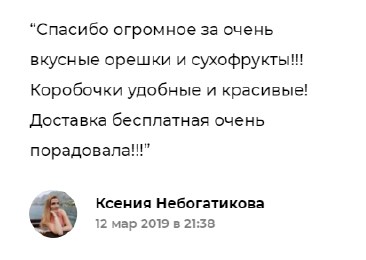 “Спасибо огромное за очень
вкусные орешки и сухофрукты!!!
Коробочки удобные и красивые!
Доставка бесплатная очень
порадовала!!!”
Ксения Небогатикова
12 мар 2019 в 21:38